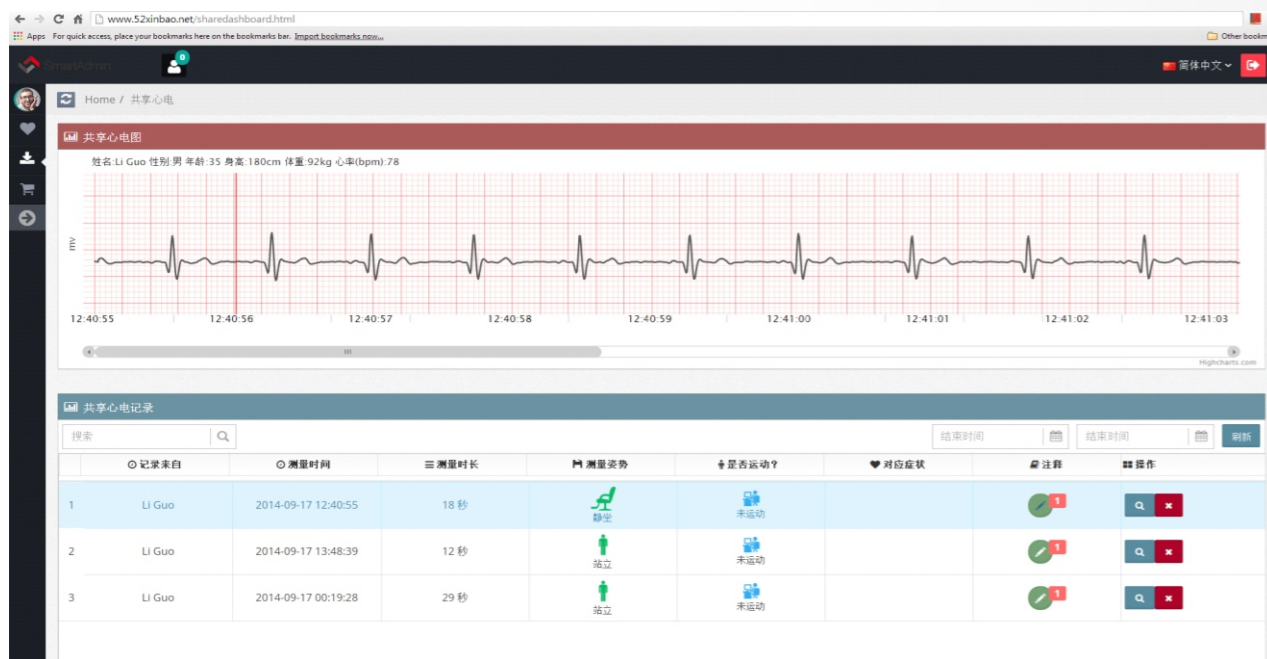 www.52xinbao.net/sharedashboard.html
Apps For quick access, place your bookmarks here on the bookmarks bar. Import bookmarks now... Other bookm
SmartAdmin 0 简体中文
Home / 共享心电
共享心电图
姓名:Li Guo 性别:男 年龄:35 身高:180cm 体重:92kg 心率(bpm):78
mv
12:40:55 12:40:56 12:40:57 12:40:58 12:40:59 12:41:00 12:41:01 12:41:02 12:41:03
Highcharts.com
共享心电记录
搜索 结束时间 结束时间 刷新
记录来自 测量时间 测量时长 测量姿势 是否运动? 对应症状 注释 操作
1 Li Guo 2014-09-17 12:40:55 18 秒 静坐 未运动 1
2 Li Guo 2014-09-17 13:48:39 12 秒 站立 未运动 1
3 Li Guo 2014-09-17 00:19:28 29 秒 站立 未运动 1